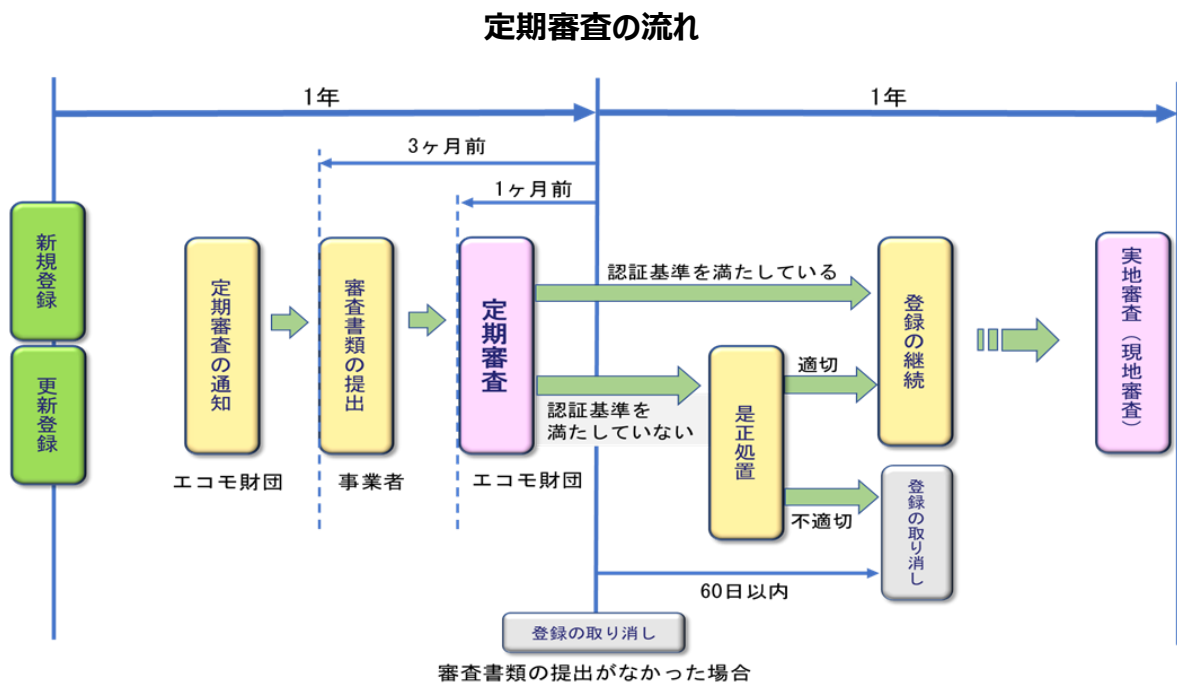 定期審査の流れ
1年
1年
3ヶ月前
1ヶ月前
新規登録
更新登録
定期審査の通知
エコモ財団
審査書類の提出
事業者
定期審査
エコモ財団
認証基準を満たしている
認証基準を
満たしていない
是正処置
適切
不適切
登録の継続
登録の取り消し
実地審査（現地審査）
60日以内
登録の取り消し
審査書類の提出がなかった場合